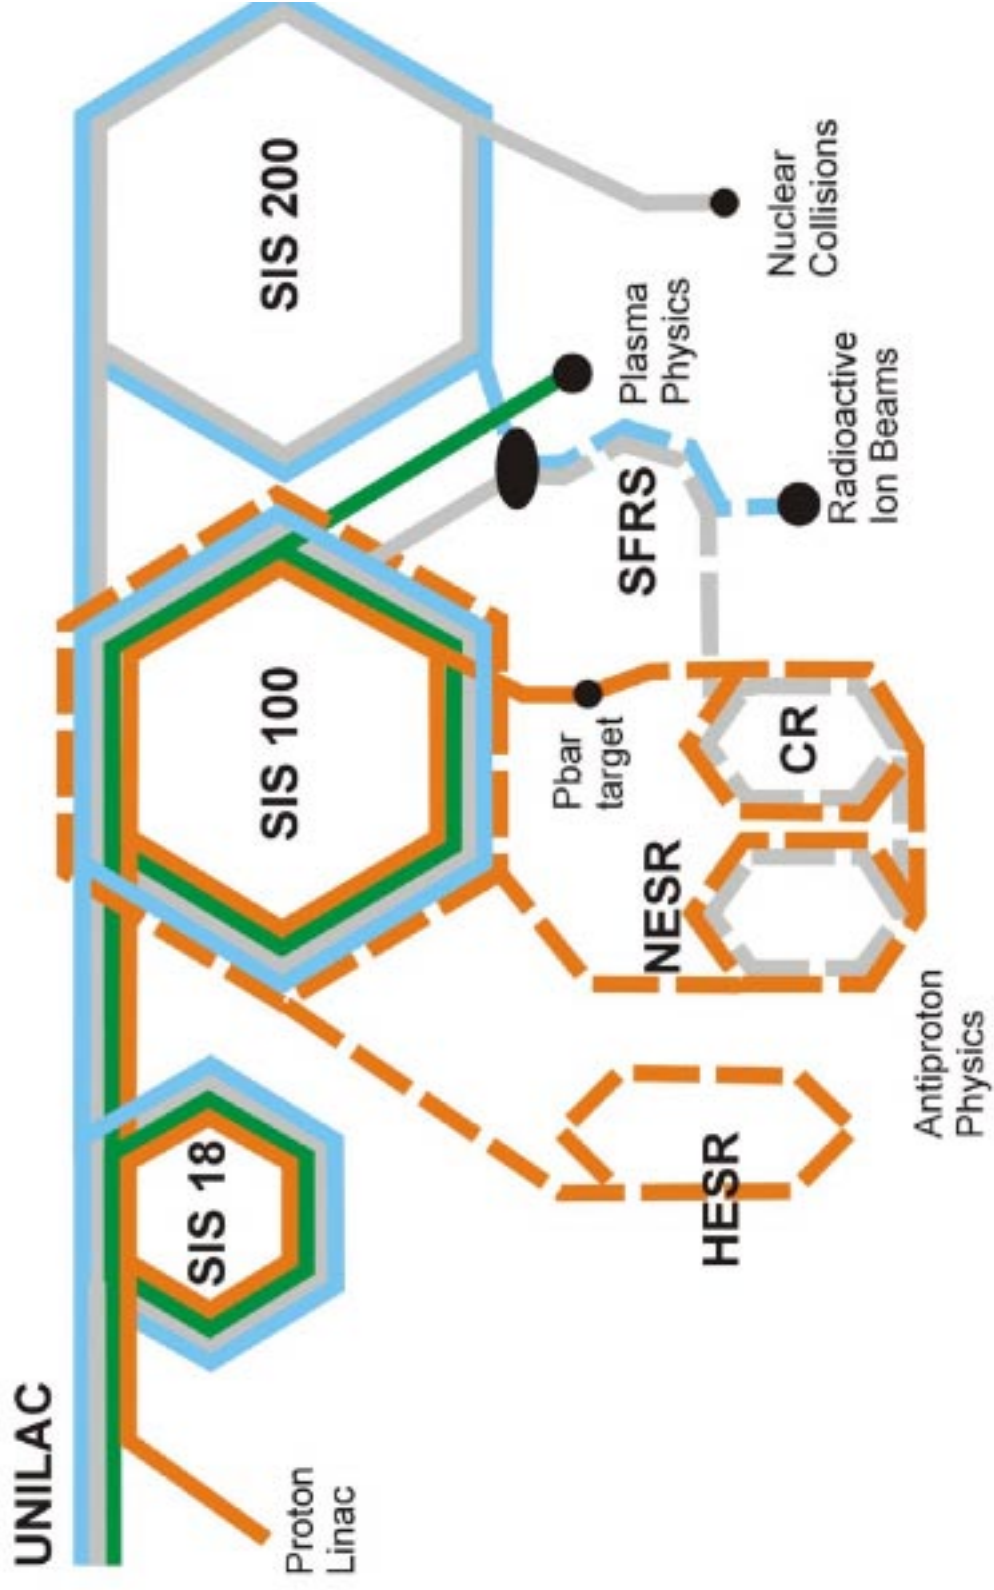 UNILAC
Proton
Linac
SIS 18
HESR
Antiproton
Physics
NESR
SIS 100
Pbar
target
CR
SFRS
Radioactive
Ion Beams
Plasma
Physics
SIS 200
Nuclear
Collisions